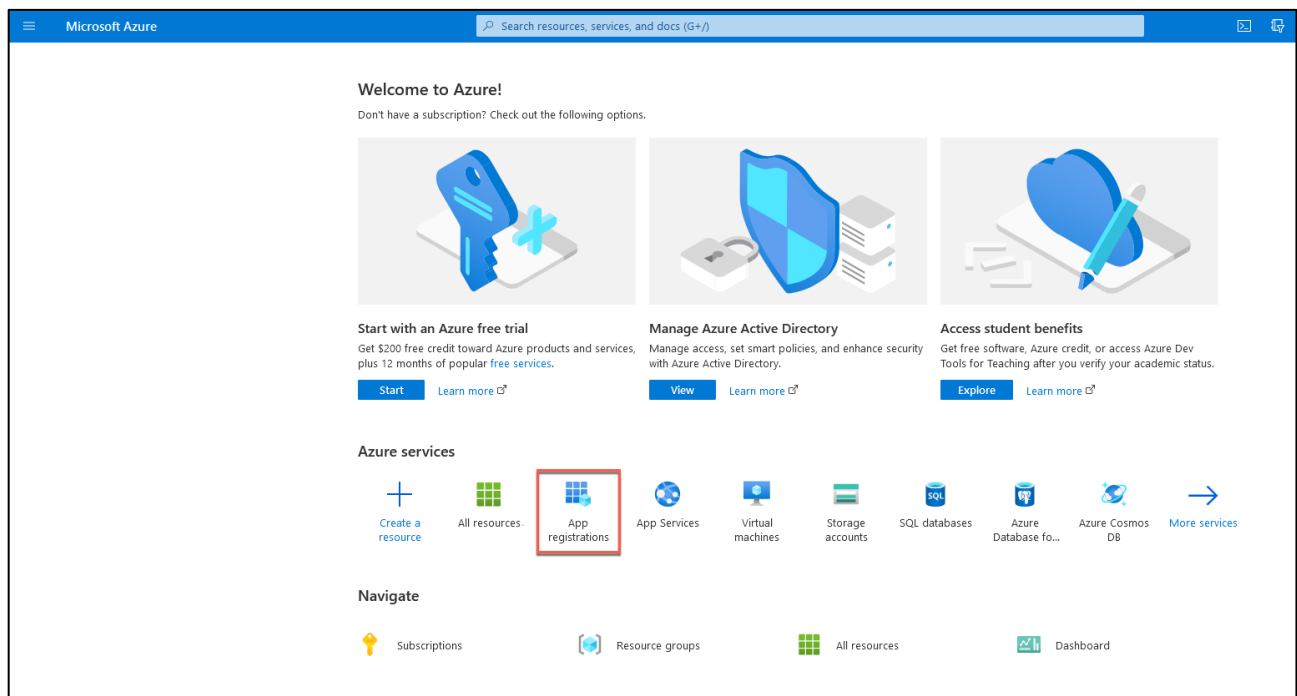 Microsoft Azure
Search resources, services, and docs (G+/)
Welcome to Azure!
Don't have a subscription? Check out the following options.
Start with an Azure free trial
Get $200 free credit toward Azure products and services,
plus 12 months of popular free services.
Start
Learn more
Manage Azure Active Directory
Manage access, set smart policies, and enhance security
with Azure Active Directory.
View
Learn more
Access student benefits
Get free software, Azure credit, or access Azure Dev
Tools for Teaching after you verify your academic status.
Explore
Learn more
Azure services
Create a
resource
All resources
App
registrations
App Services
Virtual
machines
Storage
accounts
SQL
SQL databases
Azure
Database fo...
Azure Cosmos
DB
More services
Navigate
Subscriptions
Resource groups
All resources
Dashboard